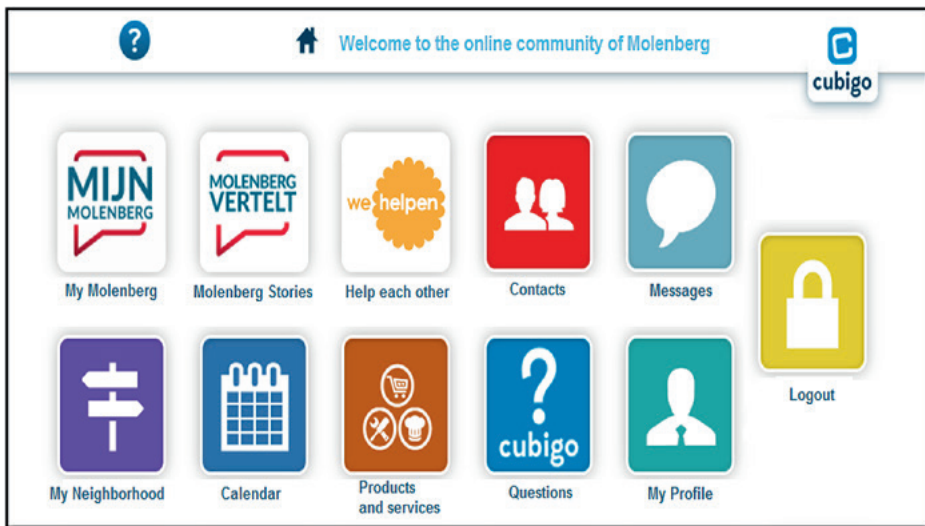 ?
Welcome to the online community of Molenberg
cubigo
MIJN
MOLENBERG
MOLENBERG
VERTELT
we helpen
My Molenberg
Molenberg Stories
Help each other
Contacts
Messages
?
cubigo
Logout
My Neighborhood
Calendar
Products
and services
Questions
My Profile